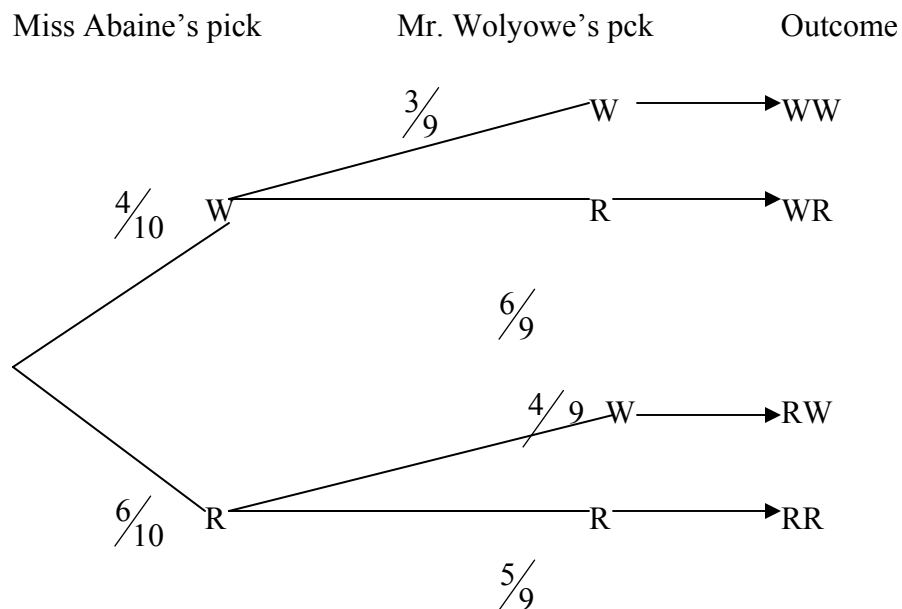 Miss Abaine’s pick Mr. Wolyowe’s pck Outcome
3/9 W WW
4/10 W R WR
6/9
4/9 W RW
6/10 R R RR
5/9